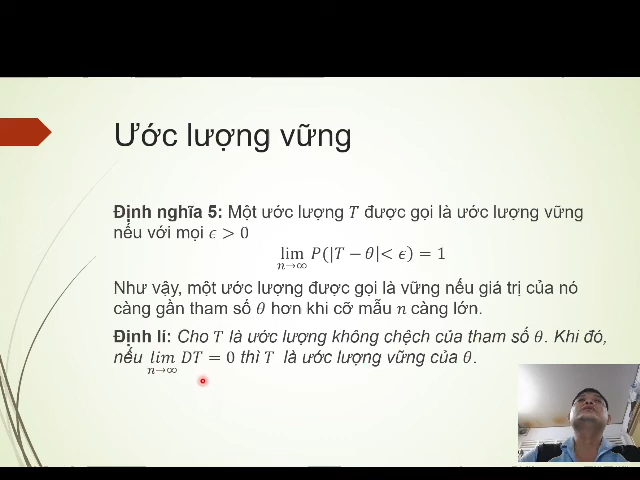 Ước lượng vững
Định nghĩa 5: Một ước lượng T được gọi là ước lượng vững
nếu với mọi ϵ > 0
lim P(|T − θ| < ϵ) = 1
n→∞
Như vậy, một ước lượng được gọi là vững nếu giá trị của nó
càng gần tham số θ hơn khi cỡ mẫu n càng lớn.
Định lí: Cho T là ước lượng không chệch của tham số θ. Khi đó,
nếu lim DT = 0 thì T là ước lượng vững của θ.
n→∞